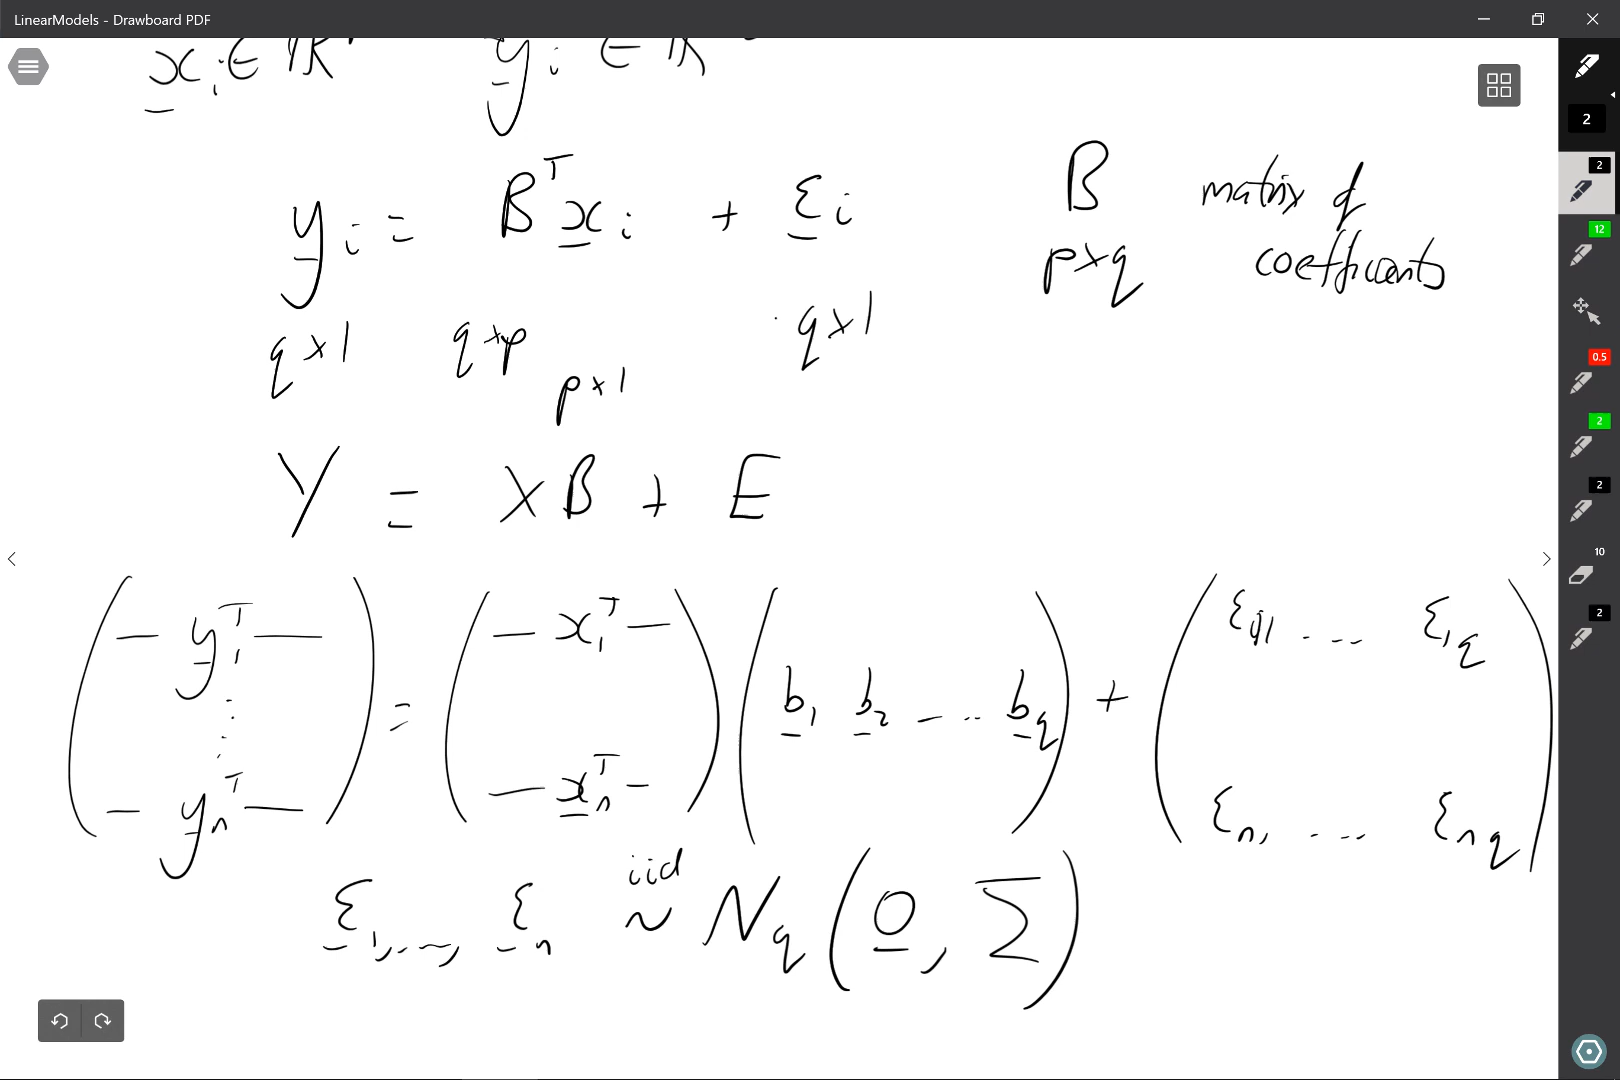 LinearModels - Drawboard PDF
x_i ∈ ℝ y_i ∈ ℝ
y_i = B^T x_i + ε_i
B matrix of
p×q coefficients
q×1 q×p q×1
p×1
Y = XB + E
( — y_1^T — ) = ( — x_1^T — ) ( b_1 b_2 ... b_q ) + ( ε_11 ... ε_1q )
⋮
( — y_n^T — ) ( — x_n^T — ) ( ε_n1 ... ε_nq )
ε_1, ..., ε_n iid ~ N_q (0, Σ)
2
2
12
0.5
2
2
10
2